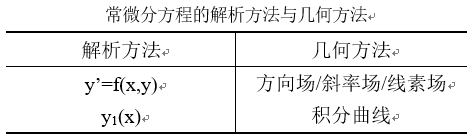 常微分方程的解析方法与几何方法
解析方法↵ 几何方法↵
y’=f(x,y)↵ 方向场/斜率场/线素场↵
y₁(x)↵ 积分曲线↵